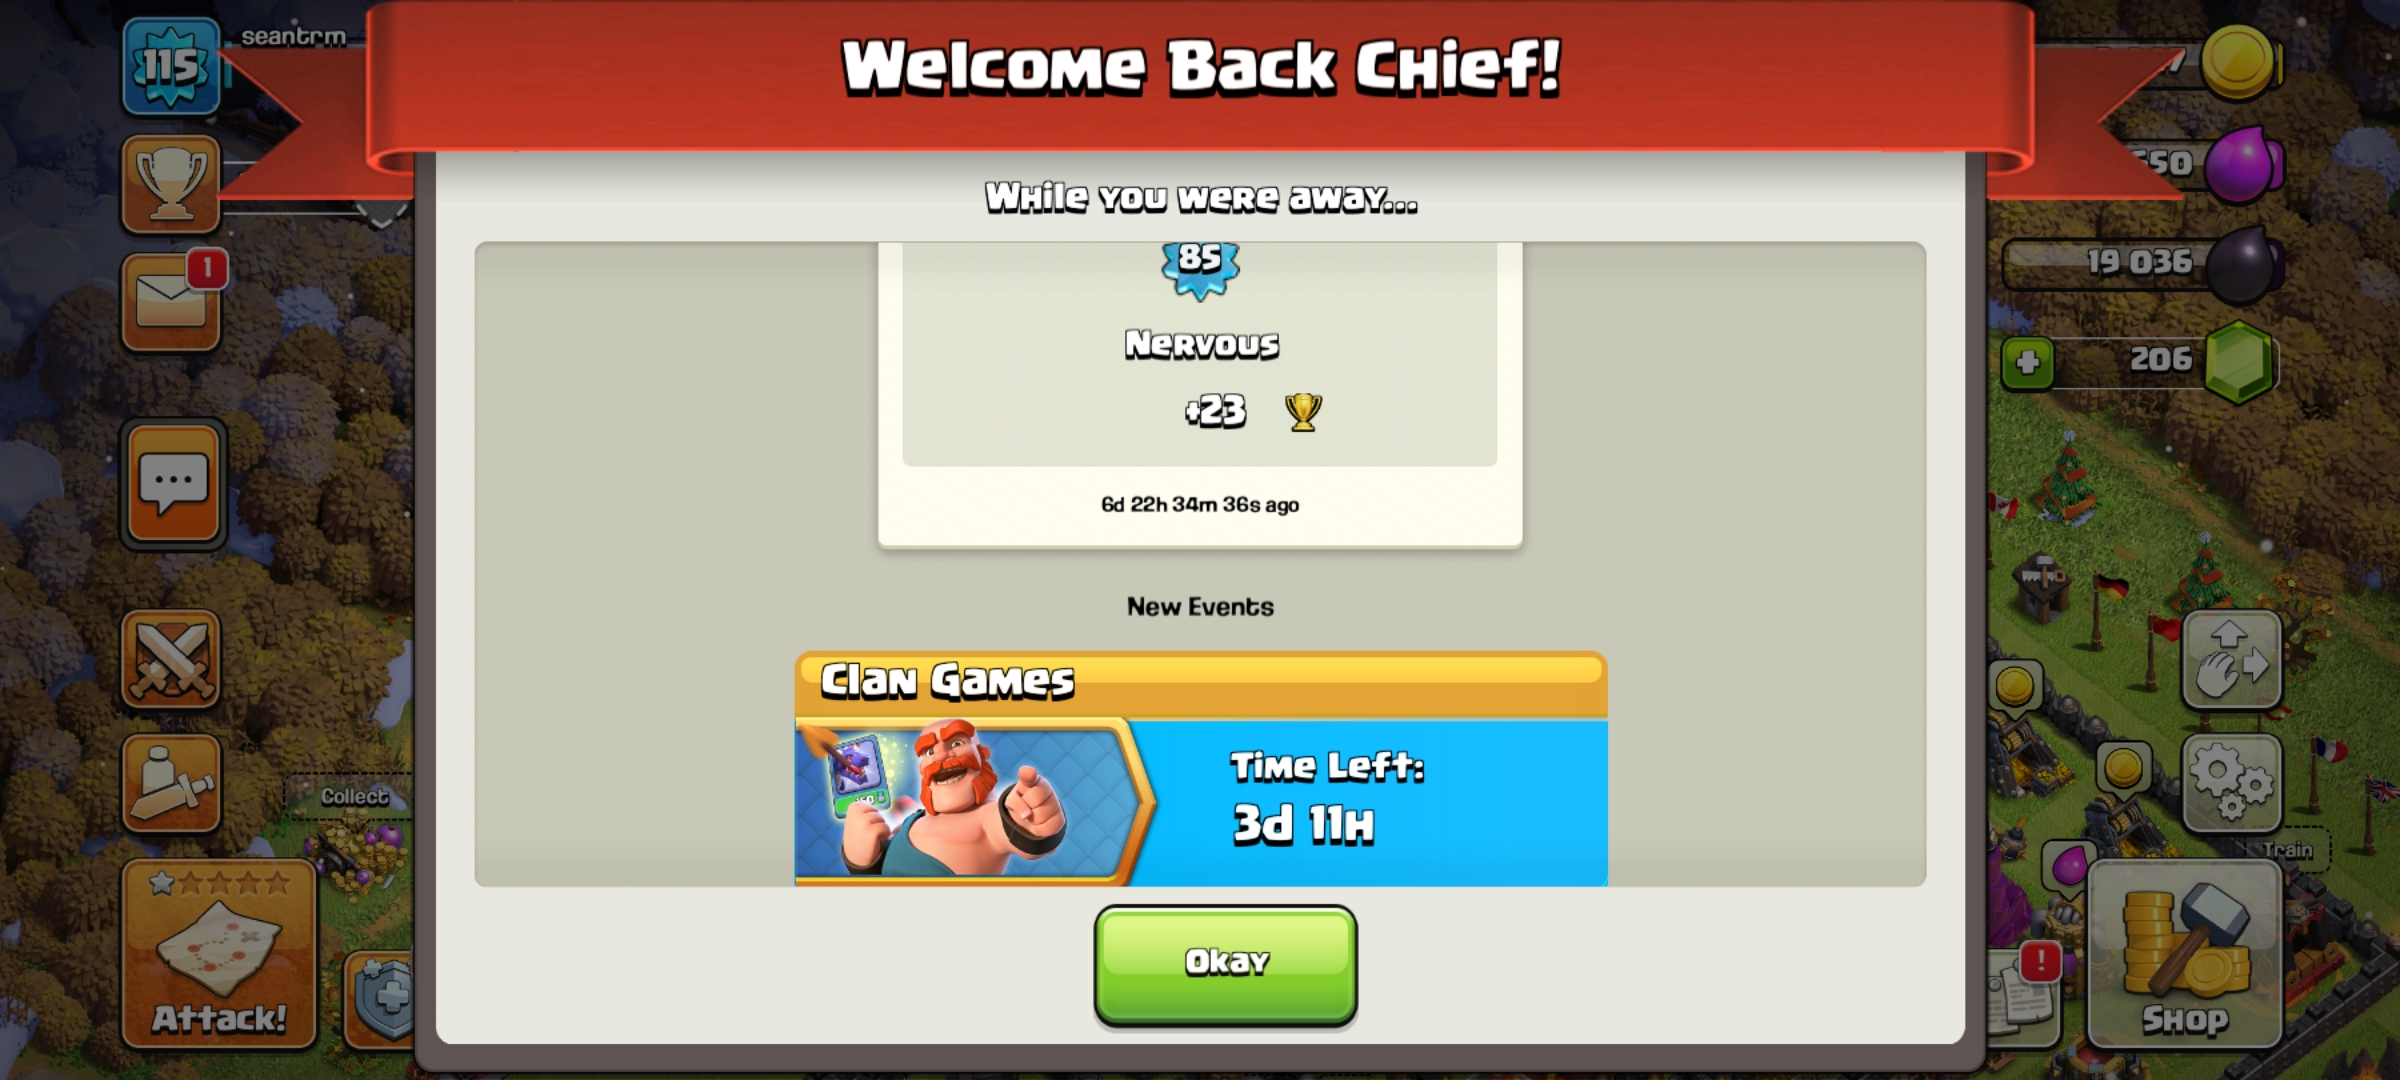 115
seantrm
Welcome Back Chief!
While you were away...
1
85
Nervous
+23
6d 22h 34m 36s ago
New Events
Clan Games
Time Left:
3d 11h
Okay
Collect
Attack!
19 036
206
Train
!
Shop